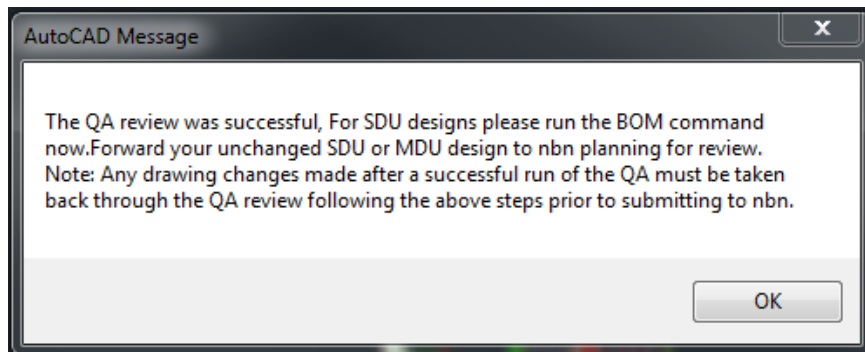 AutoCAD Message
X
The QA review was successful, For SDU designs please run the BOM command
now.Forward your unchanged SDU or MDU design to nbn planning for review.
Note: Any drawing changes made after a successful run of the QA must be taken
back through the QA review following the above steps prior to submitting to nbn.
OK